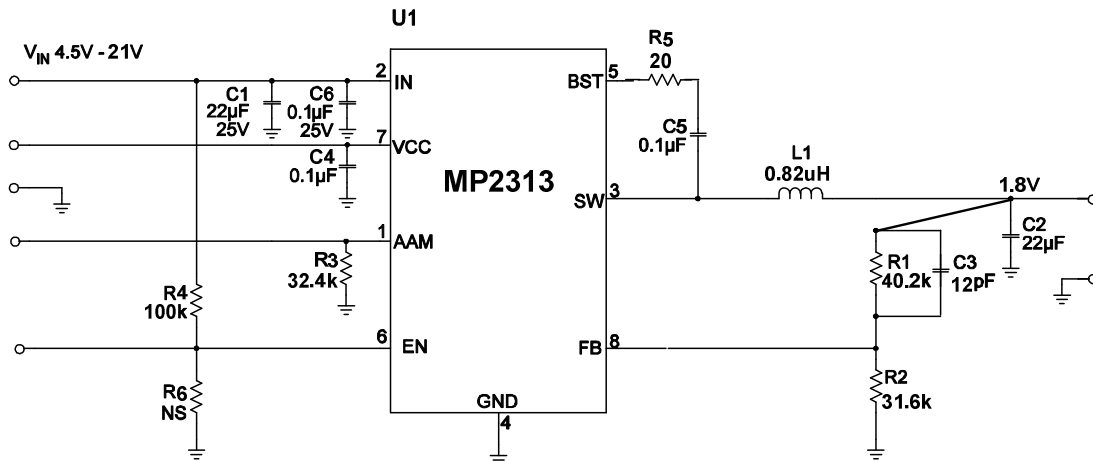 U1
V_IN 4.5V - 21V
R5
20
2
IN
BST
5
C1
22µF
25V
C6
0.1µF
25V
7
VCC
C4
0.1µF
C5
0.1µF
MP2313
L1
0.82uH
SW
3
1.8V
1
AAM
R3
32.4k
C2
22µF
R1
40.2k
C3
12pF
R4
100k
6
EN
FB
8
R6
NS
R2
31.6k
GND
4